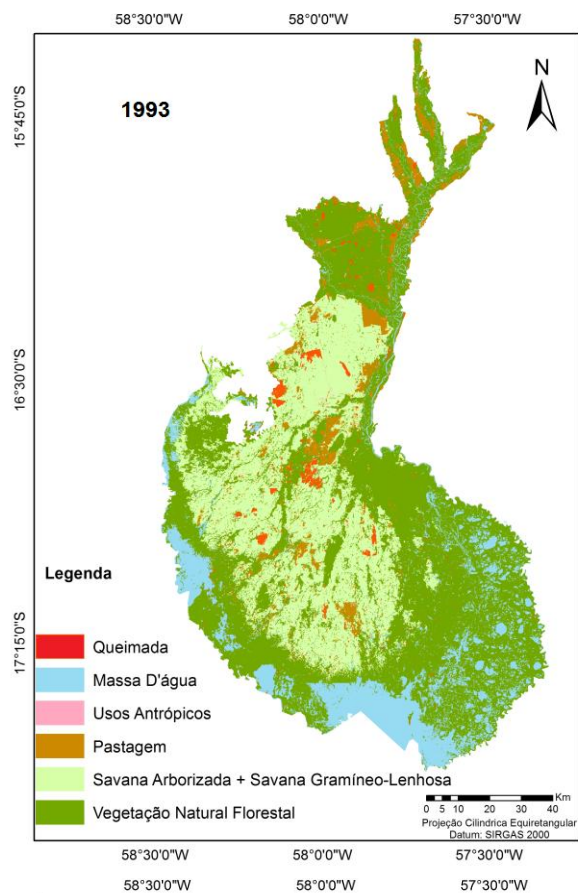 58°30'0"W 58°0'0"W 57°30'0"W
1993
N
15°45'0"S
16°30'0"S
17°15'0"S
Legenda
Queimada
Massa D'água
Usos Antrópicos
Pastagem
Savana Arborizada + Savana Gramíneo-Lenhosa
Vegetação Natural Florestal
Km
0 5 10 20 30 40
Projeção Cilindrica Equiretangular
Datum: SIRGAS 2000
58°30'0"W 58°0'0"W 57°30'0"W
58°30'0"W 58°0'0"W 57°30'0"W